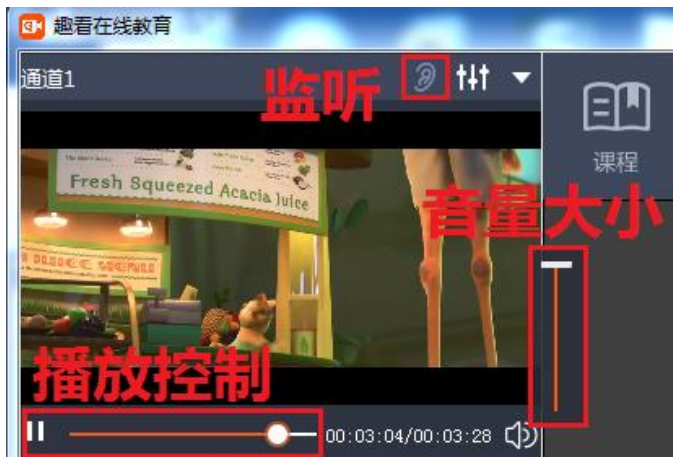 趣看在线教育
通道1
监听
课程
Fresh Squeezed Acacia Juice
音量大小
播放控制
00:03:04/00:03:28